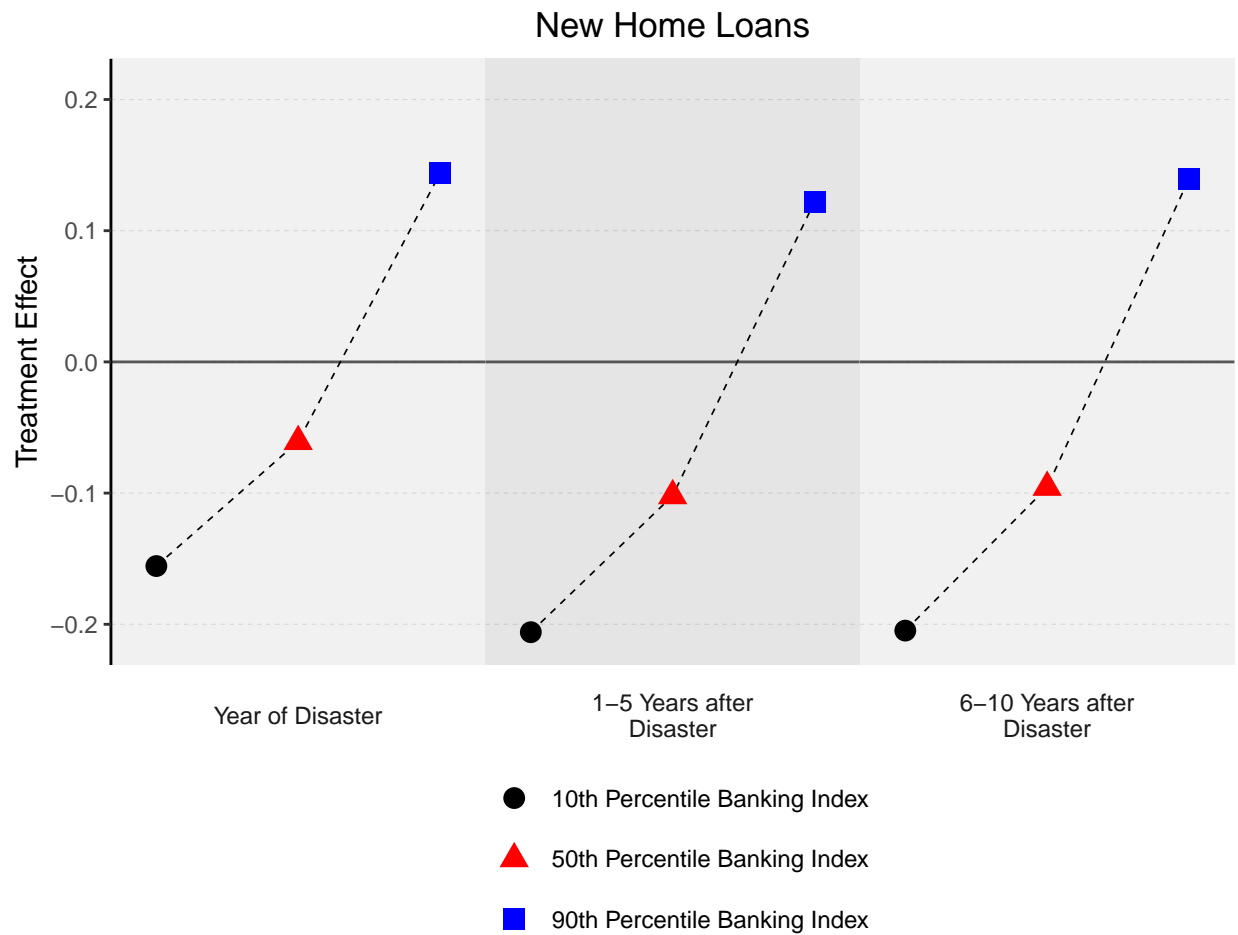 New Home Loans
Treatment Effect
0.2
0.1
0.0
−0.1
−0.2
Year of Disaster
1−5 Years after
Disaster
6−10 Years after
Disaster
10th Percentile Banking Index
50th Percentile Banking Index
90th Percentile Banking Index